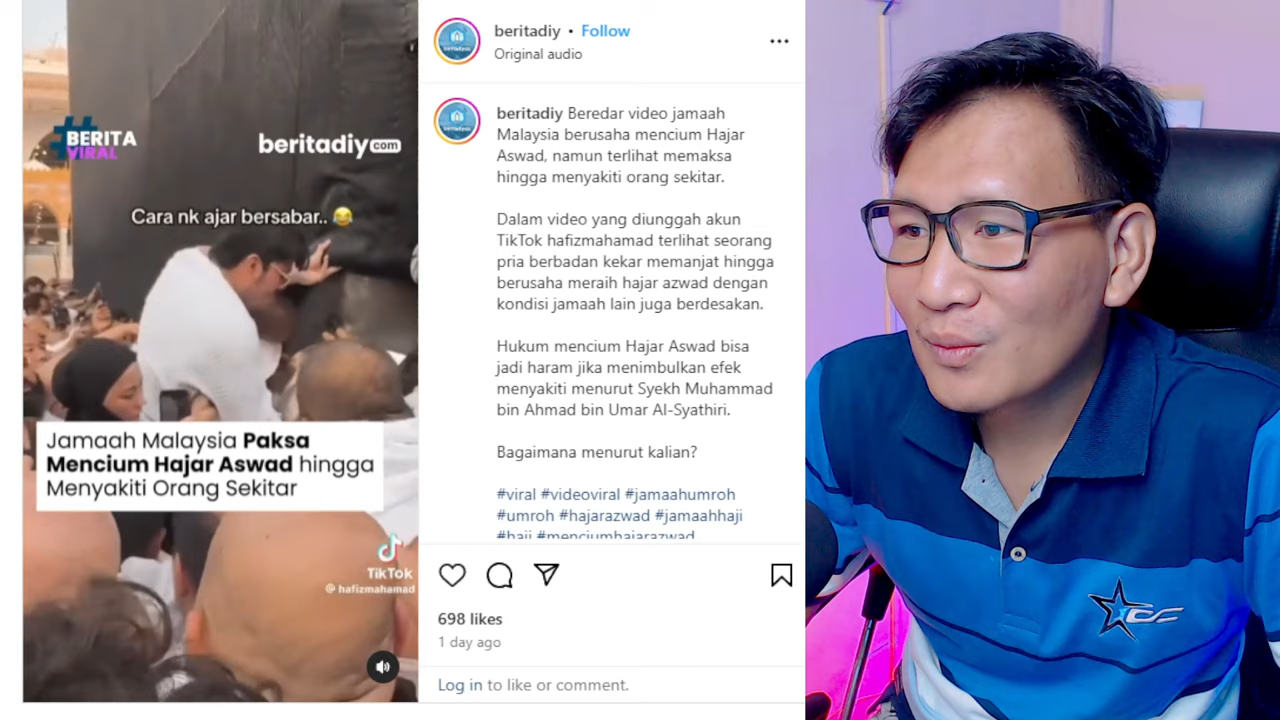 #BERITA
VIRAL
beritadiy.com
Cara nk ajar bersabar.. 😂
Jamaah Malaysia Paksa
Mencium Hajar Aswad hingga
Menyakiti Orang Sekitar
TikTok
@ hafizmahamad
beritadiy • Follow
Original audio
beritadiy Beredar video jamaah
Malaysia berusaha mencium Hajar
Aswad, namun terlihat memaksa
hingga menyakiti orang sekitar.
Dalam video yang diunggah akun
TikTok hafizmahamad terlihat seorang
pria berbadan kekar memanjat hingga
berusaha meraih hajar azwad dengan
kondisi jamaah lain juga berdesakan.
Hukum mencium Hajar Aswad bisa
jadi haram jika menimbulkan efek
menyakiti menurut Syekh Muhammad
bin Ahmad bin Umar Al-Syathiri.
Bagaimana menurut kalian?
#viral #videoviral #jamaahumroh
#umroh #hajarazwad #jamaahhaji
#haji #menciumhajarazwad
698 likes
1 day ago
Log in to like or comment.
CC